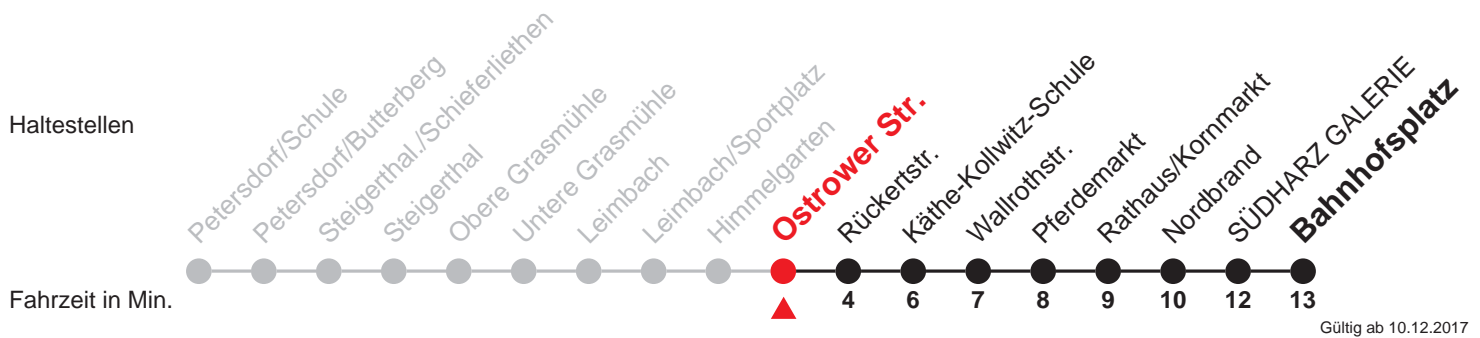 Haltestellen
Petersdorf/Schule
Petersdorf/Butterberg
Steigerthal./Schieferliethen
Steigerthal
Obere Grasmühle
Untere Grasmühle
Leimbach
Leimbach/Sportplatz
Himmelgarten
Ostrower Str.
Rückertstr.
Käthe-Kollwitz-Schule
Wallrothstr.
Pferdemarkt
Rathaus/Kornmarkt
Nordbrand
SÜDHARZ GALERIE
Bahnhofsplatz
Fahrzeit in Min.
4 6 7 8 9 10 12 13
Gültig ab 10.12.2017